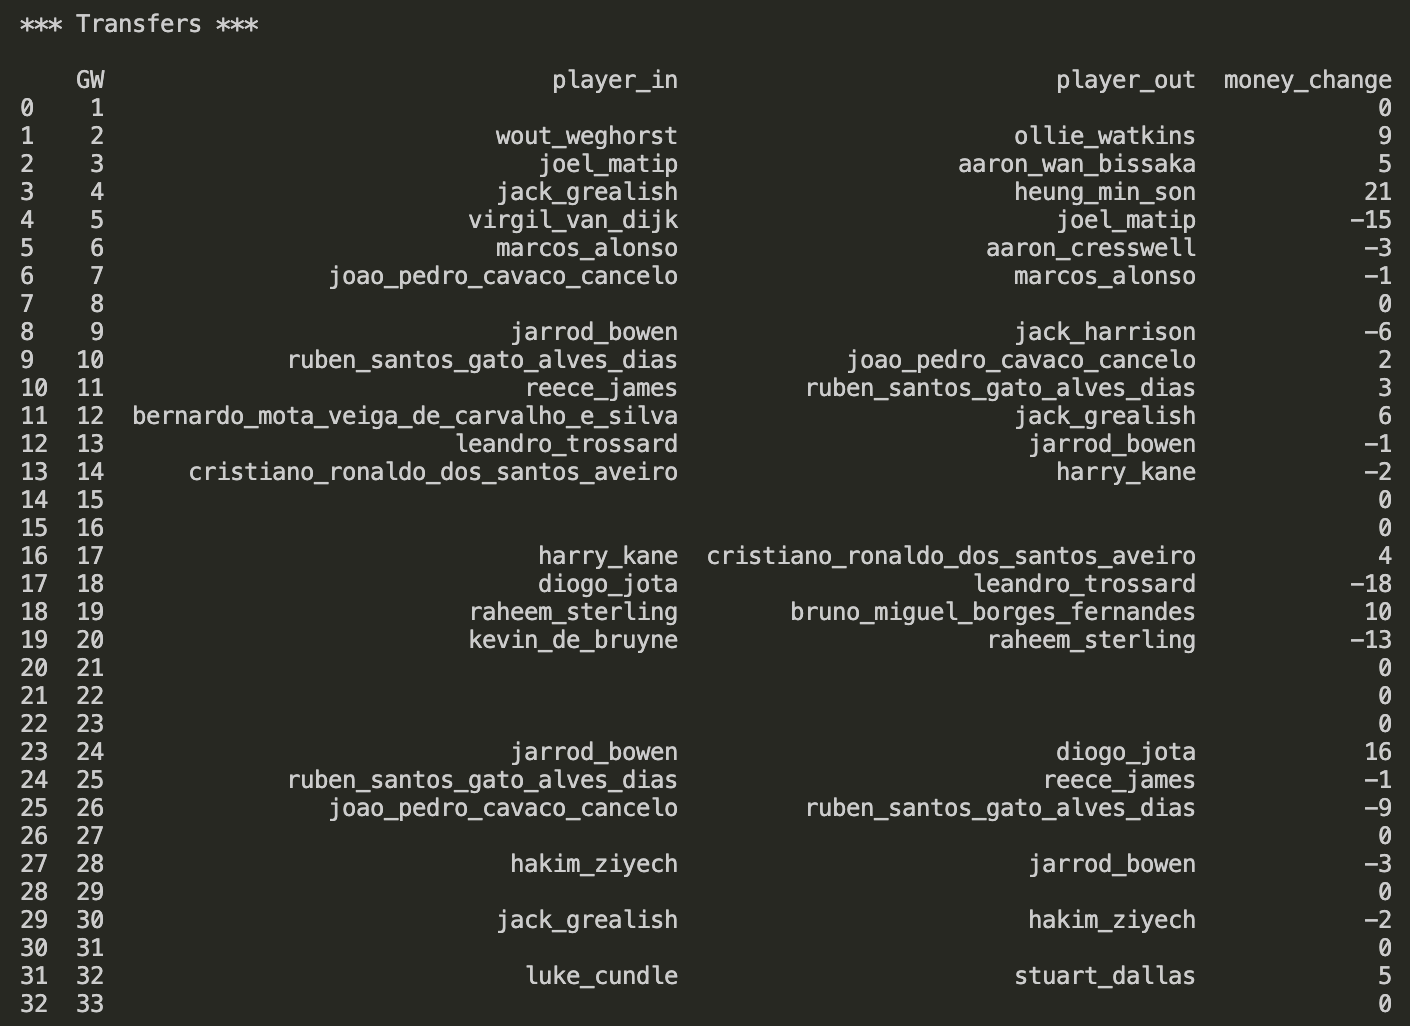 *** Transfers ***
GW player_in player_out money_change
0 1 0
1 2 wout_weghorst ollie_watkins 9
2 3 joel_matip aaron_wan_bissaka 5
3 4 jack_grealish heung_min_son 21
4 5 virgil_van_dijk joel_matip -15
5 6 marcos_alonso aaron_cresswell -3
6 7 joao_pedro_cavaco_cancelo marcos_alonso -1
7 8 0
8 9 jarrod_bowen jack_harrison -6
9 10 ruben_santos_gato_alves_dias joao_pedro_cavaco_cancelo 2
10 11 reece_james ruben_santos_gato_alves_dias 3
11 12 bernardo_mota_veiga_de_carvalho_e_silva jack_grealish 6
12 13 leandro_trossard jarrod_bowen -1
13 14 cristiano_ronaldo_dos_santos_aveiro harry_kane -2
14 15 0
15 16 0
16 17 harry_kane cristiano_ronaldo_dos_santos_aveiro 4
17 18 diogo_jota leandro_trossard -18
18 19 raheem_sterling bruno_miguel_borges_fernandes 10
19 20 kevin_de_bruyne raheem_sterling -13
20 21 0
21 22 0
22 23 0
23 24 jarrod_bowen diogo_jota 16
24 25 ruben_santos_gato_alves_dias reece_james -1
25 26 joao_pedro_cavaco_cancelo ruben_santos_gato_alves_dias -9
26 27 0
27 28 hakim_ziyech jarrod_bowen -3
28 29 0
29 30 jack_grealish hakim_ziyech -2
30 31 0
31 32 luke_cundle stuart_dallas 5
32 33 0